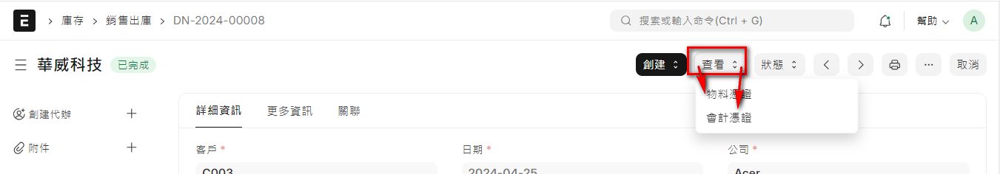 E 庫存 銷售出庫 DN-2024-00008 搜索或輸入命令(Ctrl + G) 幫助 A
華威科技 已完成 創建 查看 狀態 取消
物料憑證
會計憑證
創建代辦
附件
詳細資訊 更多資訊 關聯
客戶 * 日期 * 公司 *
C003 2024-04-25 Acer